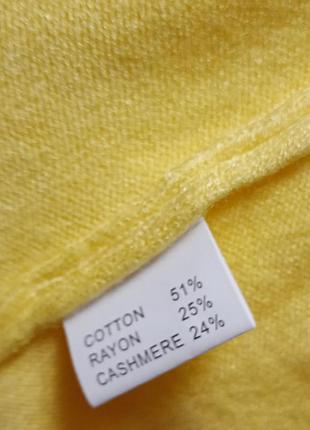 COTTON 51%
RAYON 25%
CASHMERE 24%